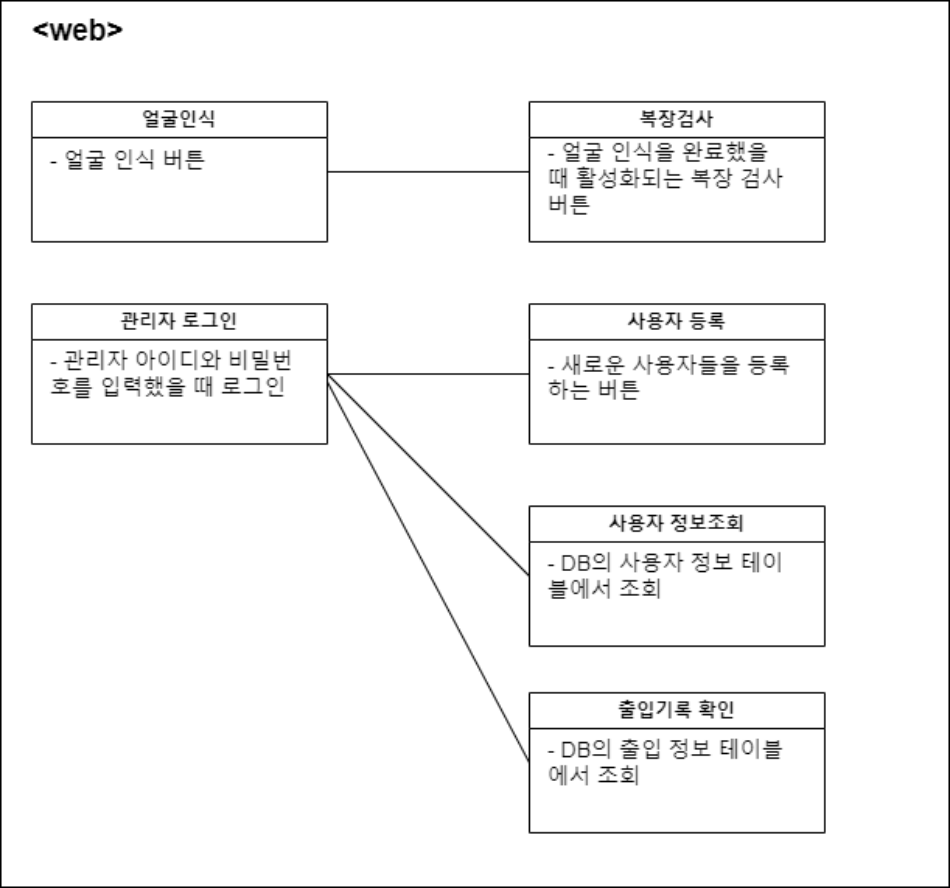 <web>
얼굴인식
- 얼굴 인식 버튼
복장검사
- 얼굴 인식을 완료했을
때 활성화되는 복장 검사
버튼
관리자 로그인
- 관리자 아이디와 비밀번
호를 입력했을 때 로그인
사용자 등록
- 새로운 사용자들을 등록
하는 버튼
사용자 정보조회
- DB의 사용자 정보 테이
블에서 조회
출입기록 확인
- DB의 출입 정보 테이블
에서 조회